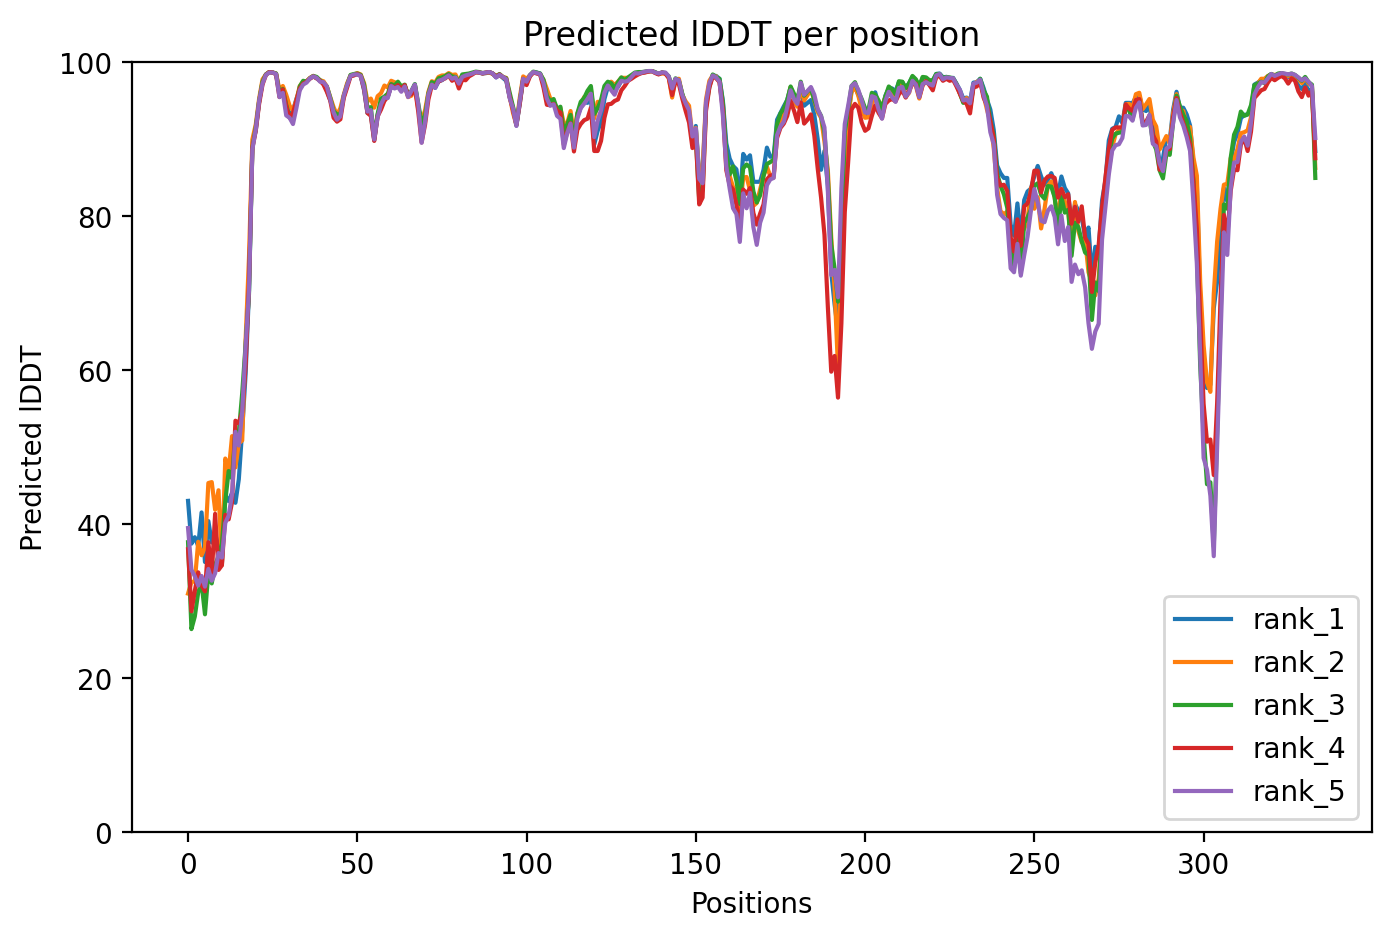 Predicted lDDT per position
Predicted lDDT
100
80
60
40
20
0
0 50 100 150 200 250 300
Positions
rank_1
rank_2
rank_3
rank_4
rank_5